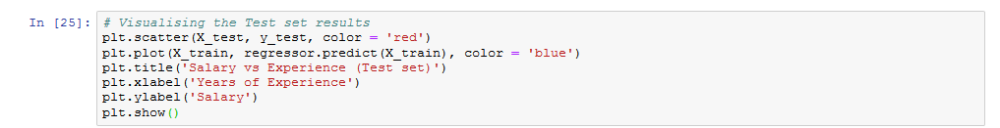 In [25]: # Visualising the Test set results
plt.scatter(X_test, y_test, color = 'red')
plt.plot(X_train, regressor.predict(X_train), color = 'blue')
plt.title('Salary vs Experience (Test set)')
plt.xlabel('Years of Experience')
plt.ylabel('Salary')
plt.show()